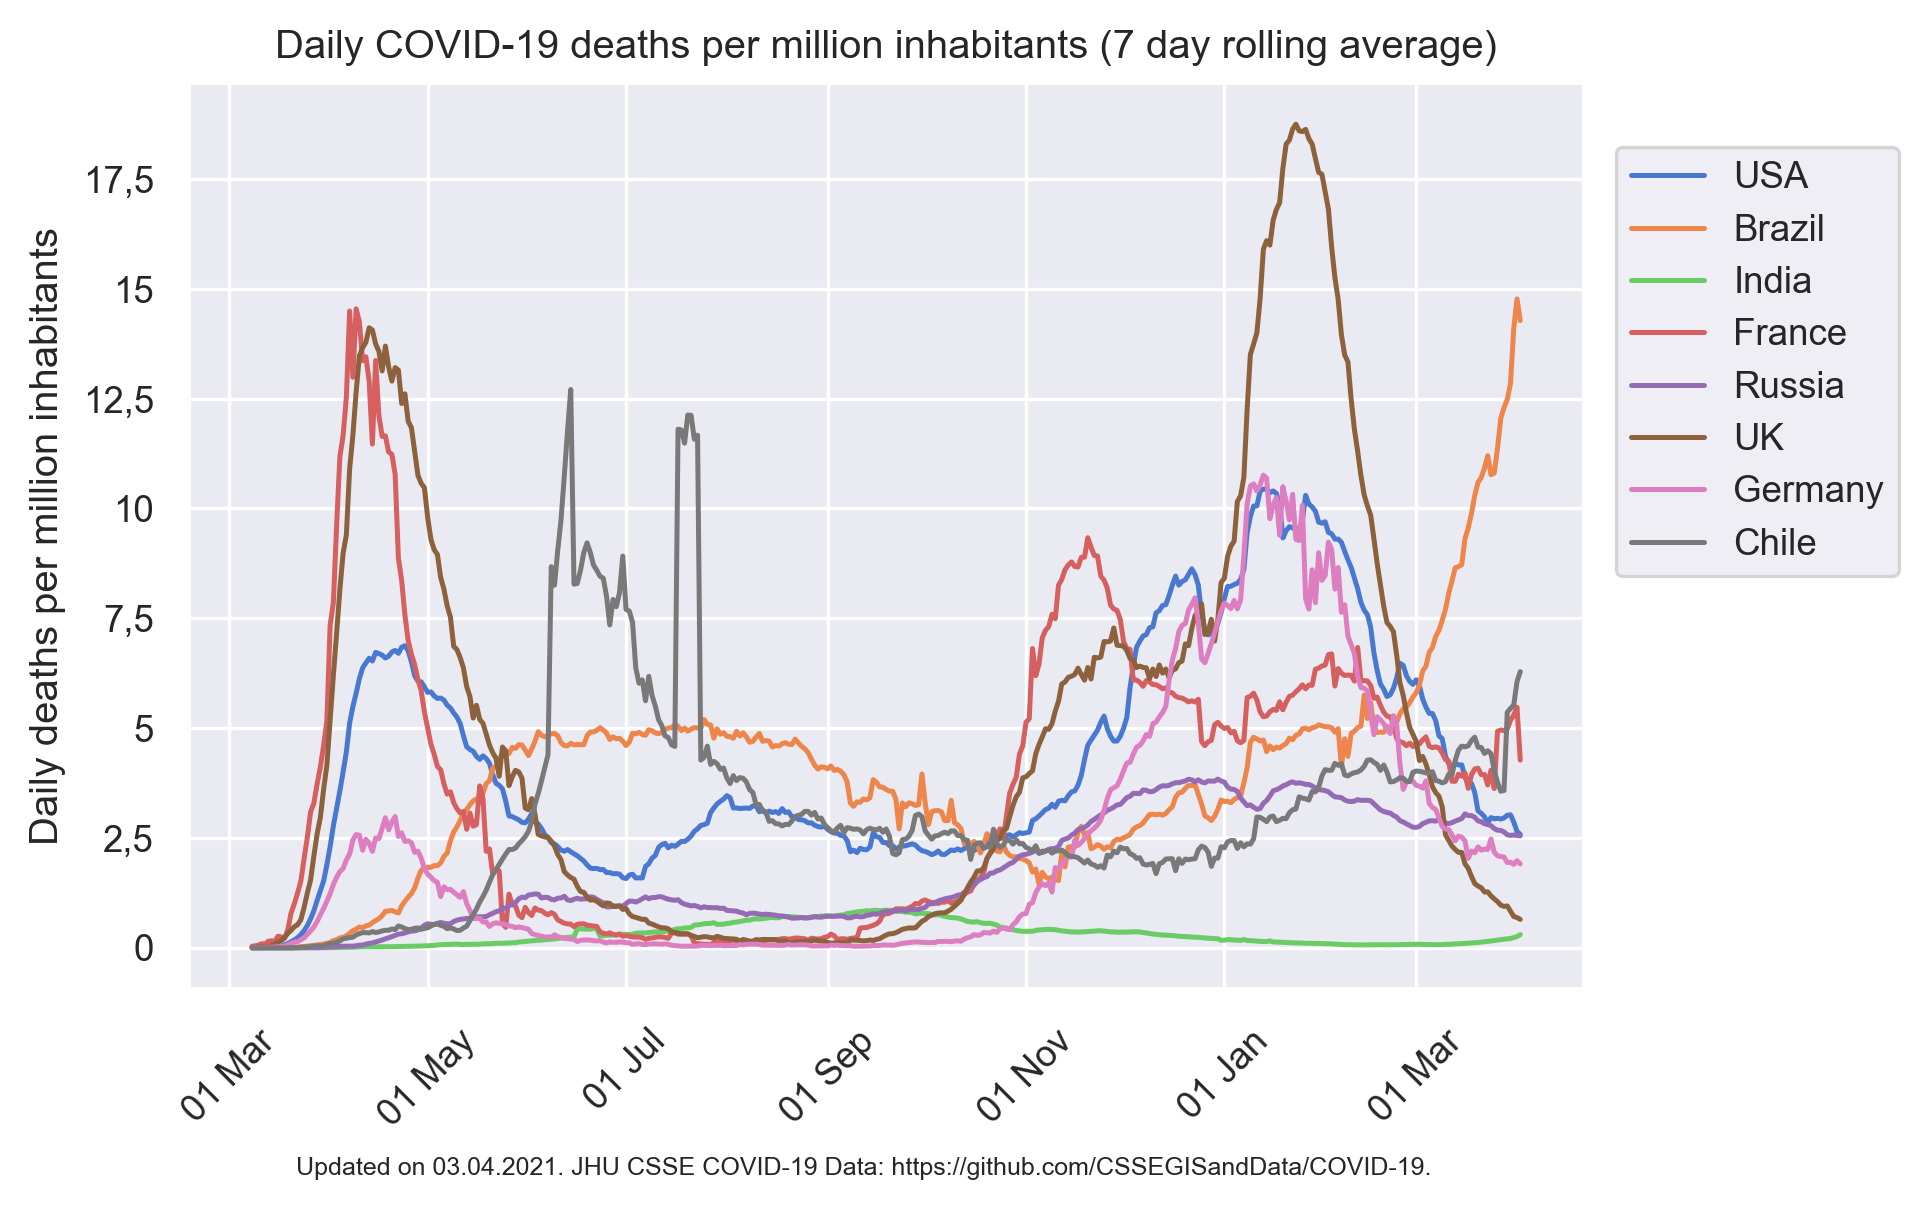 Daily COVID-19 deaths per million inhabitants (7 day rolling average)
Daily deaths per million inhabitants
17,5
15
12,5
10
7,5
5
2,5
0
01 Mar
01 May
01 Jul
01 Sep
01 Nov
01 Jan
01 Mar
USA
Brazil
India
France
Russia
UK
Germany
Chile
Updated on 03.04.2021. JHU CSSE COVID-19 Data: https://github.com/CSSEGISandData/COVID-19.